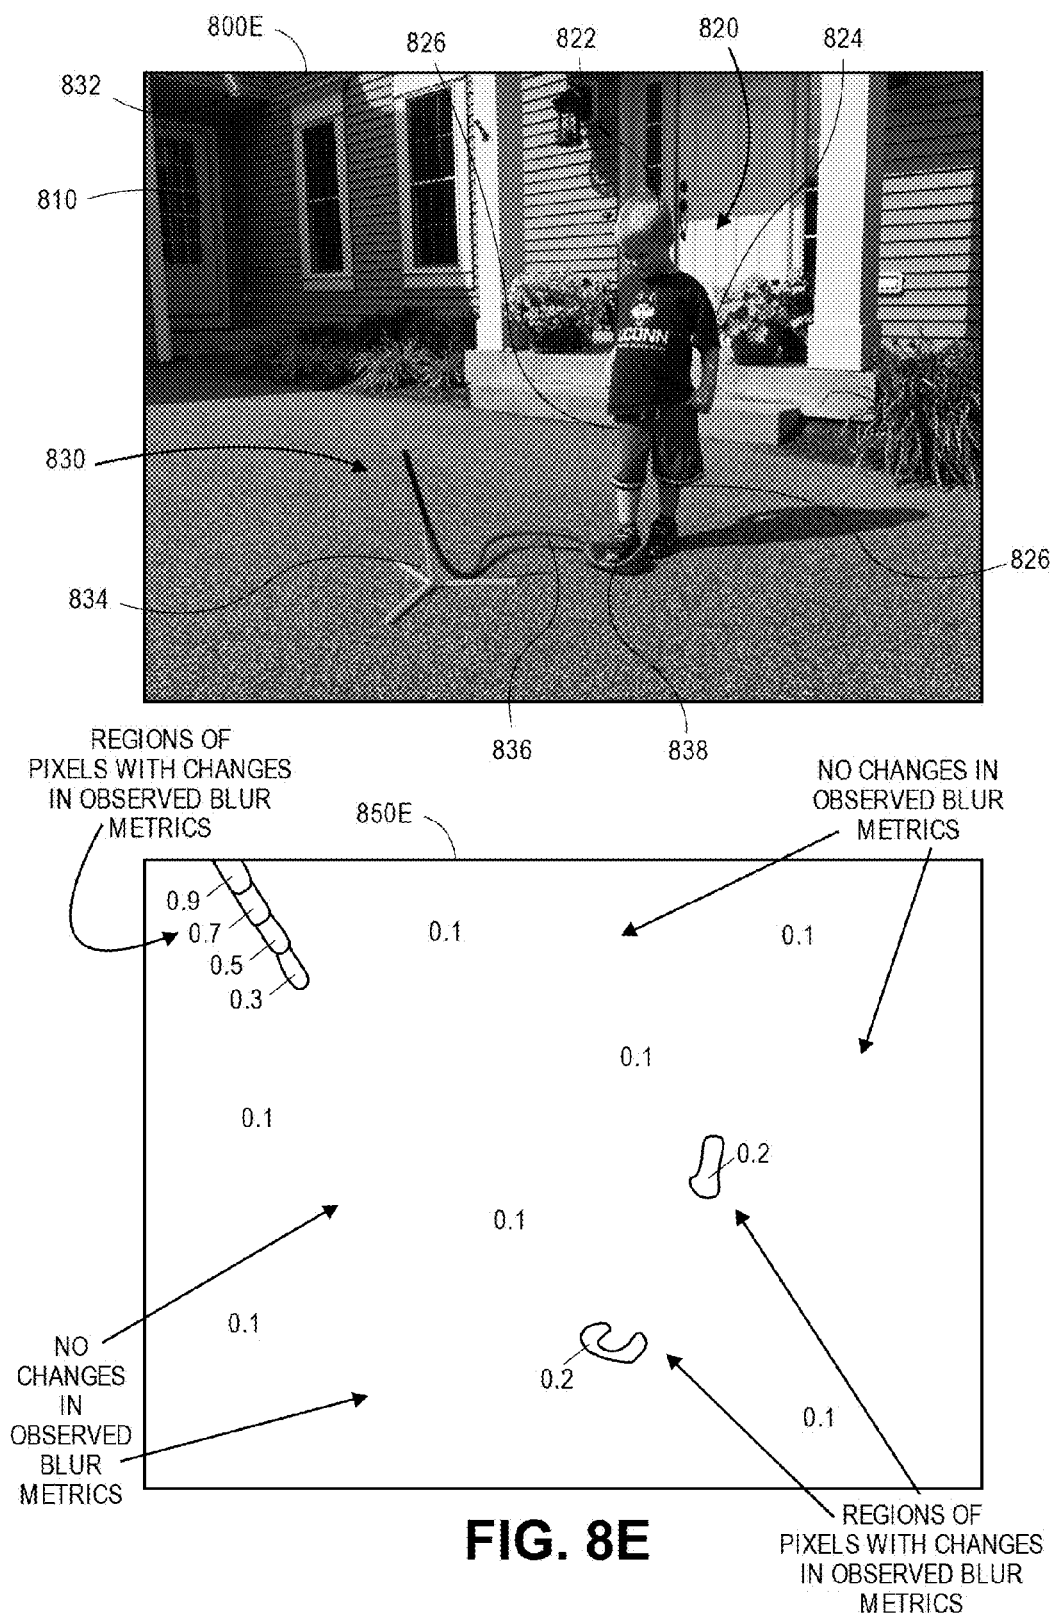 800E
826
822
820
824
832
810
UCONN
830
834
826
836
838
REGIONS OF
PIXELS WITH CHANGES
IN OBSERVED BLUR
METRICS
NO CHANGES IN
OBSERVED BLUR
METRICS
850E
0.9
0.7
0.5
0.3
0.1
0.1
0.1
0.1
0.2
0.1
0.1
0.2
0.1
NO
CHANGES
IN
OBSERVED
BLUR
METRICS
REGIONS OF
PIXELS WITH CHANGES
IN OBSERVED BLUR
METRICS
FIG. 8E